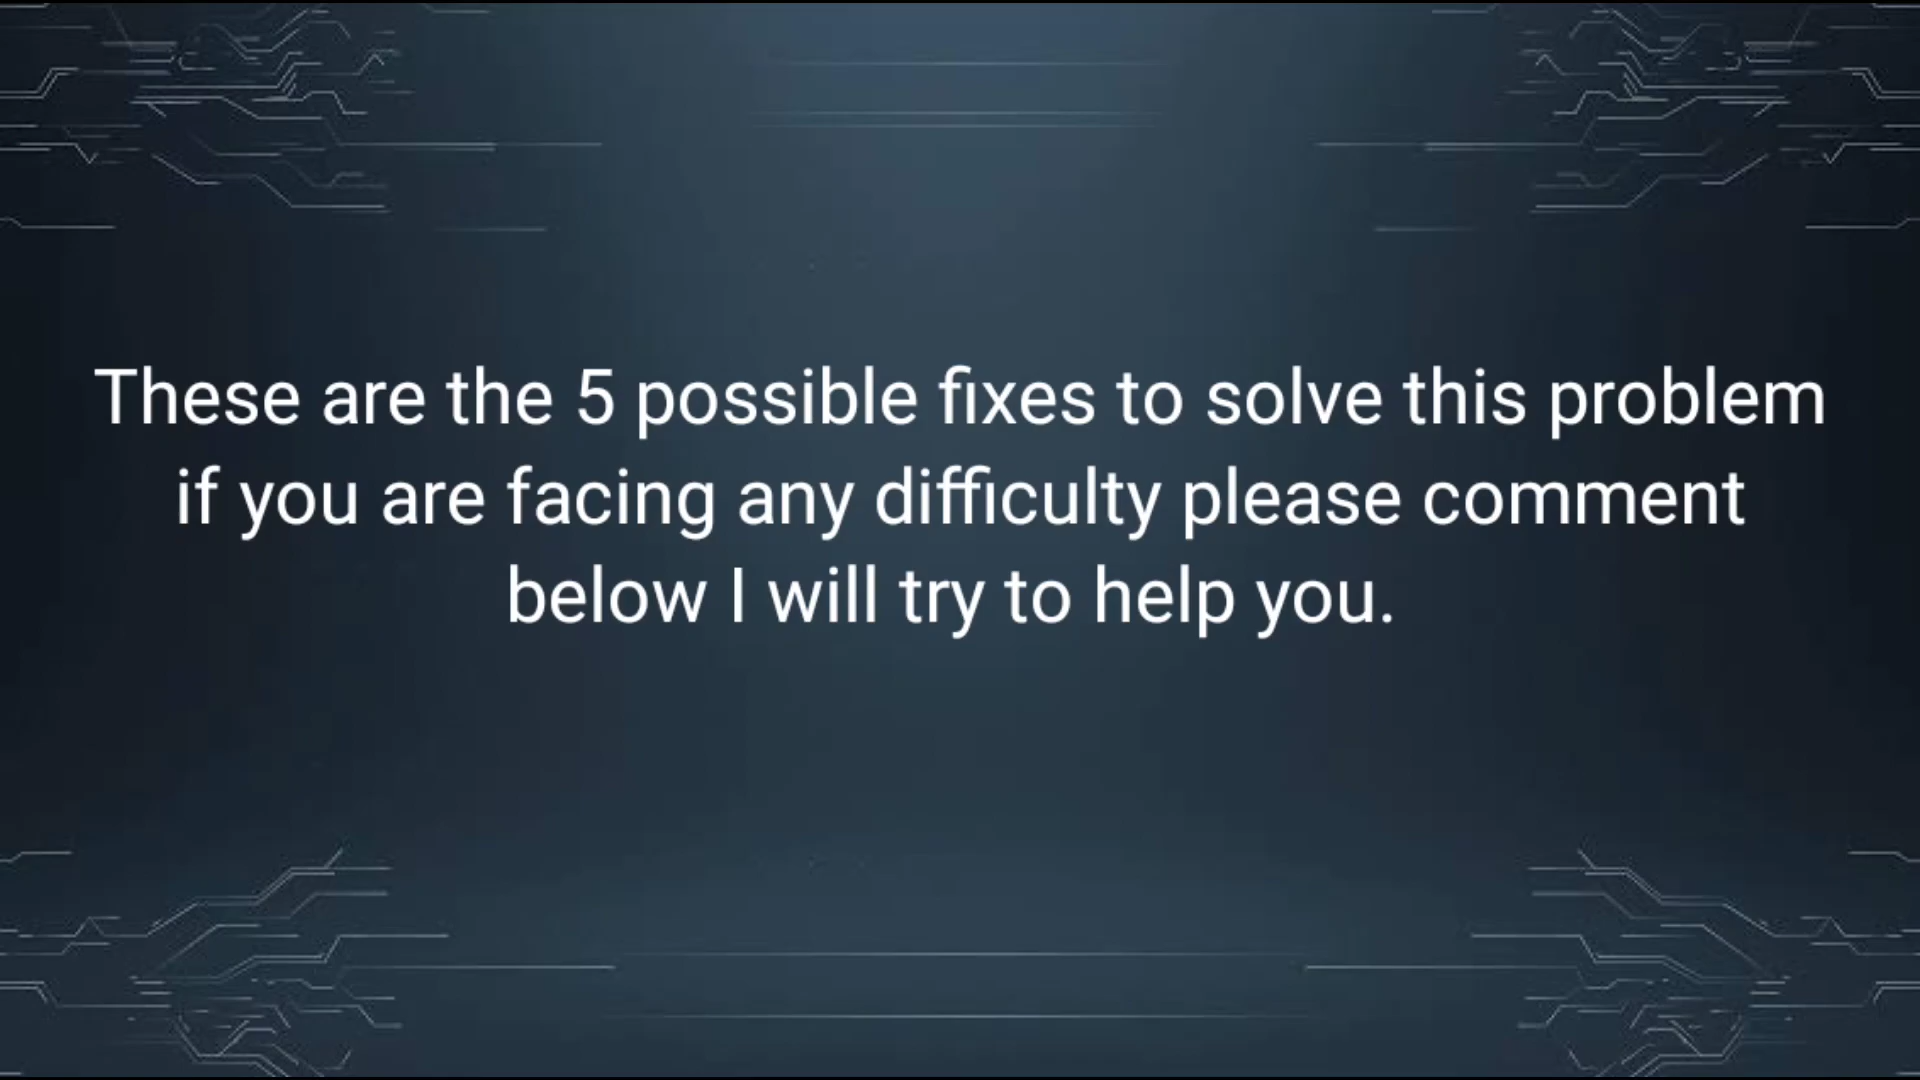 These are the 5 possible fixes to solve this problem
if you are facing any difficulty please comment
below I will try to help you.